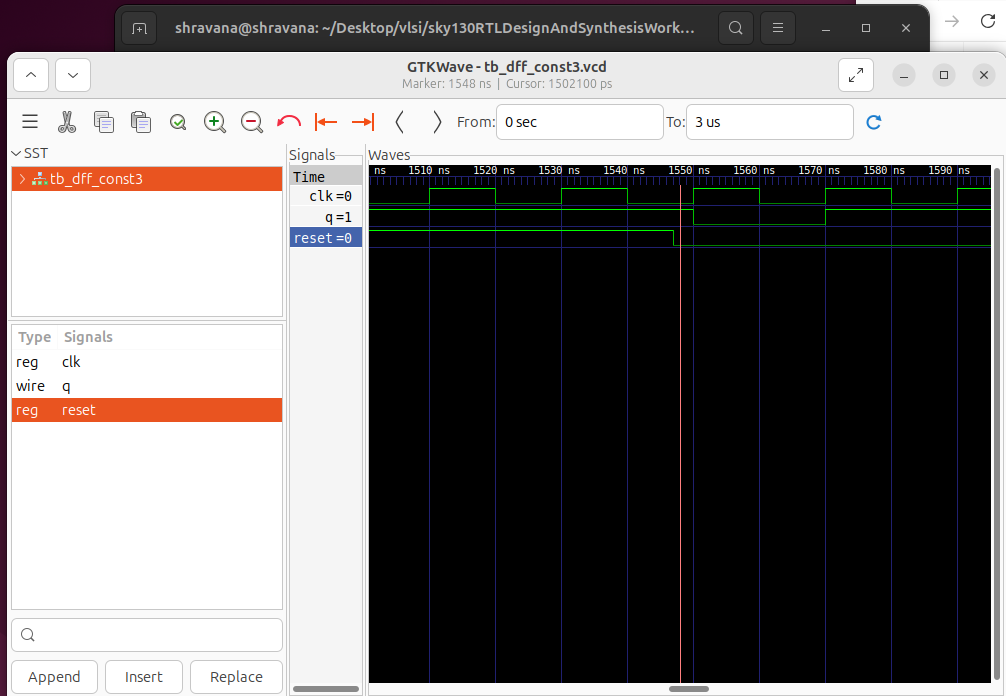 shravana@shravana: ~/Desktop/vlsi/sky130RTLDesignAndSynthesisWork...
GTKWave - tb_dff_const3.vcd
Marker: 1548 ns | Cursor: 1502100 ps
From: 0 sec To: 3 us
SST
tb_dff_const3
Type Signals
reg clk
wire q
reg reset
Append Insert Replace
Signals
Time
clk=0
q=1
reset=0
Waves
ns 1510 ns 1520 ns 1530 ns 1540 ns 1550 ns 1560 ns 1570 ns 1580 ns 1590 ns